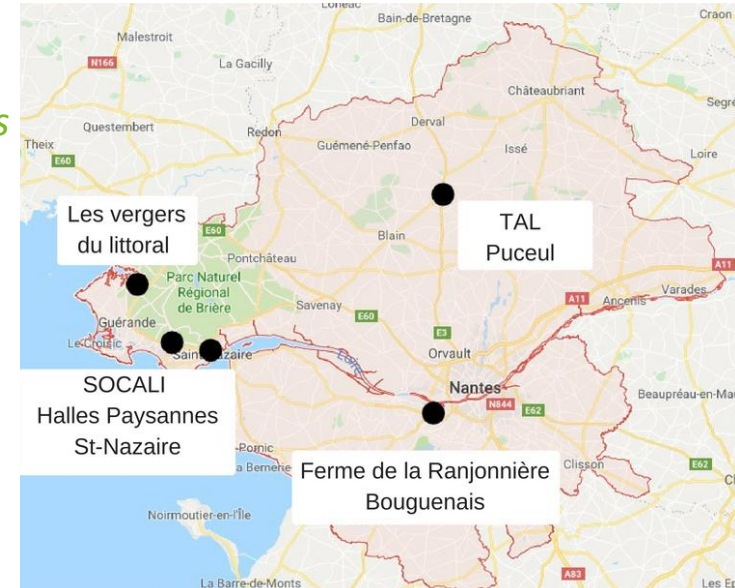 Bain-de-Bretagne
Craon
Malestroit
N166
La Gacilly
Châteaubriant
s
Questembert
Redon
Derval
Segré
Theix
E60
Guémené-Penfao
Issé
Loire
Les vergers
du littoral
E60
TAL
Puceul
Blain
Pontchâteau
Parc Naturel
Régional
de Brière
A11
Varades
A11
Ancenis
Savenay
E60
Guérande
E3
Le Croisic
Orvault
SOCALI
Halles Paysannes
St-Nazaire
Nantes
N844
E62
Ferme de la Ranjonnière
Bouguenais
Clisson
E62
Noirmoutier-en-l'Île
La Barre-de-Monts
A83